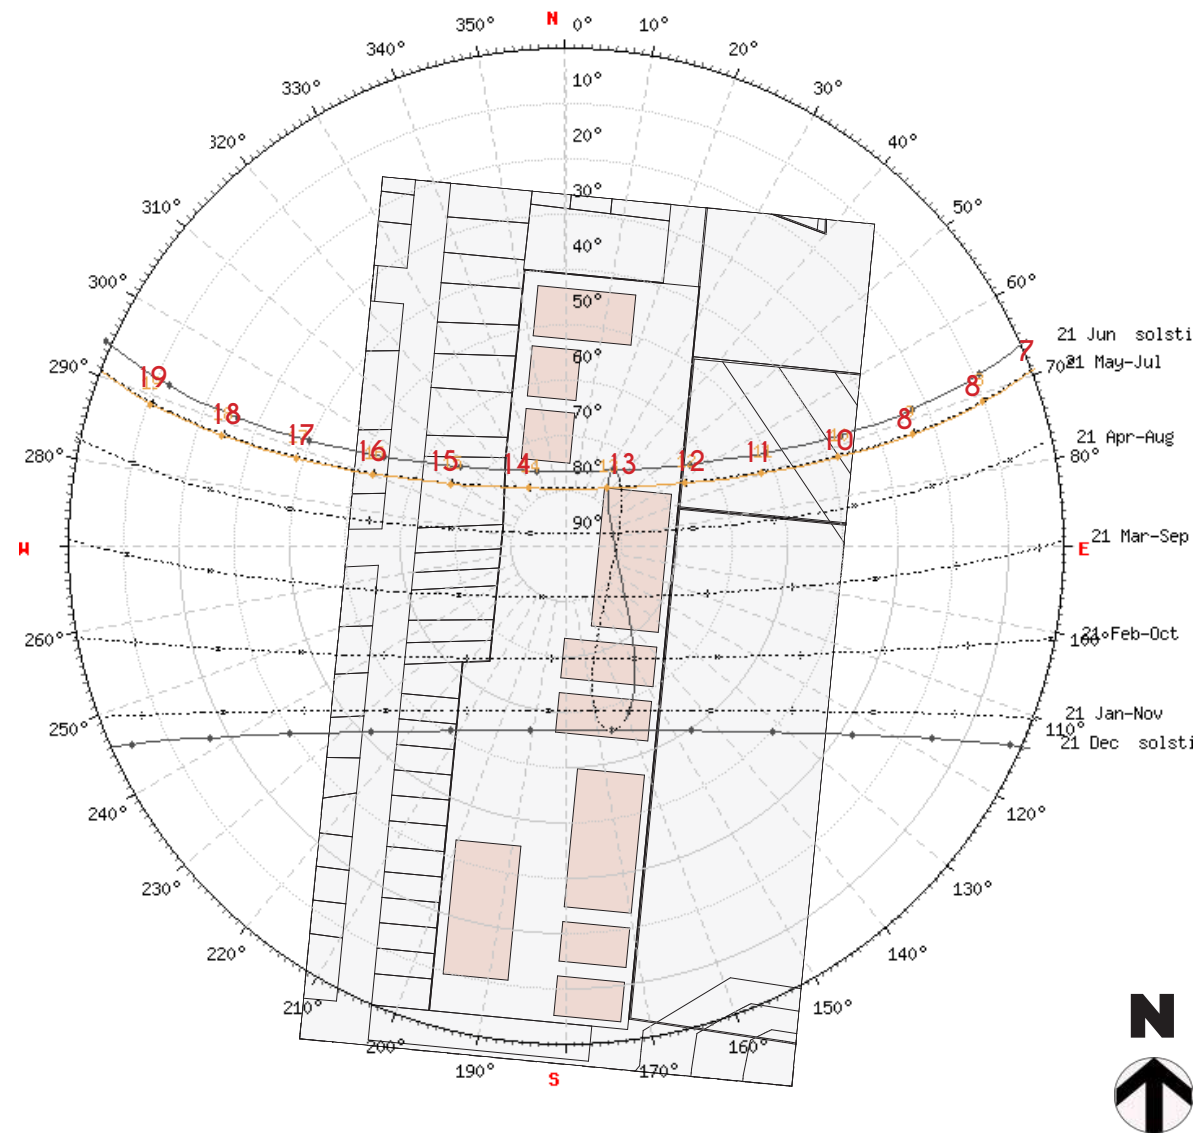 N
350° 0° 10°
340° 20°
10°
330° 30°
320° 20° 40°
30°
310° 50°
40°
300° 50° 60°
21 Jun solsti
7
60°
290° 70° 21 May-Jul
19 8
18 70° 8
17 10
16 15 14 80° 13 12 11
21 Apr-Aug
280° 80°
90°
21 Mar-Sep
W E
260° 100° 21 Feb-Oct
21 Jan-Nov
250° 110°
21 Dec solsti
240° 120°
230° 130°
220° 140°
210° 150°
N
200° 160°
190° 170°
S